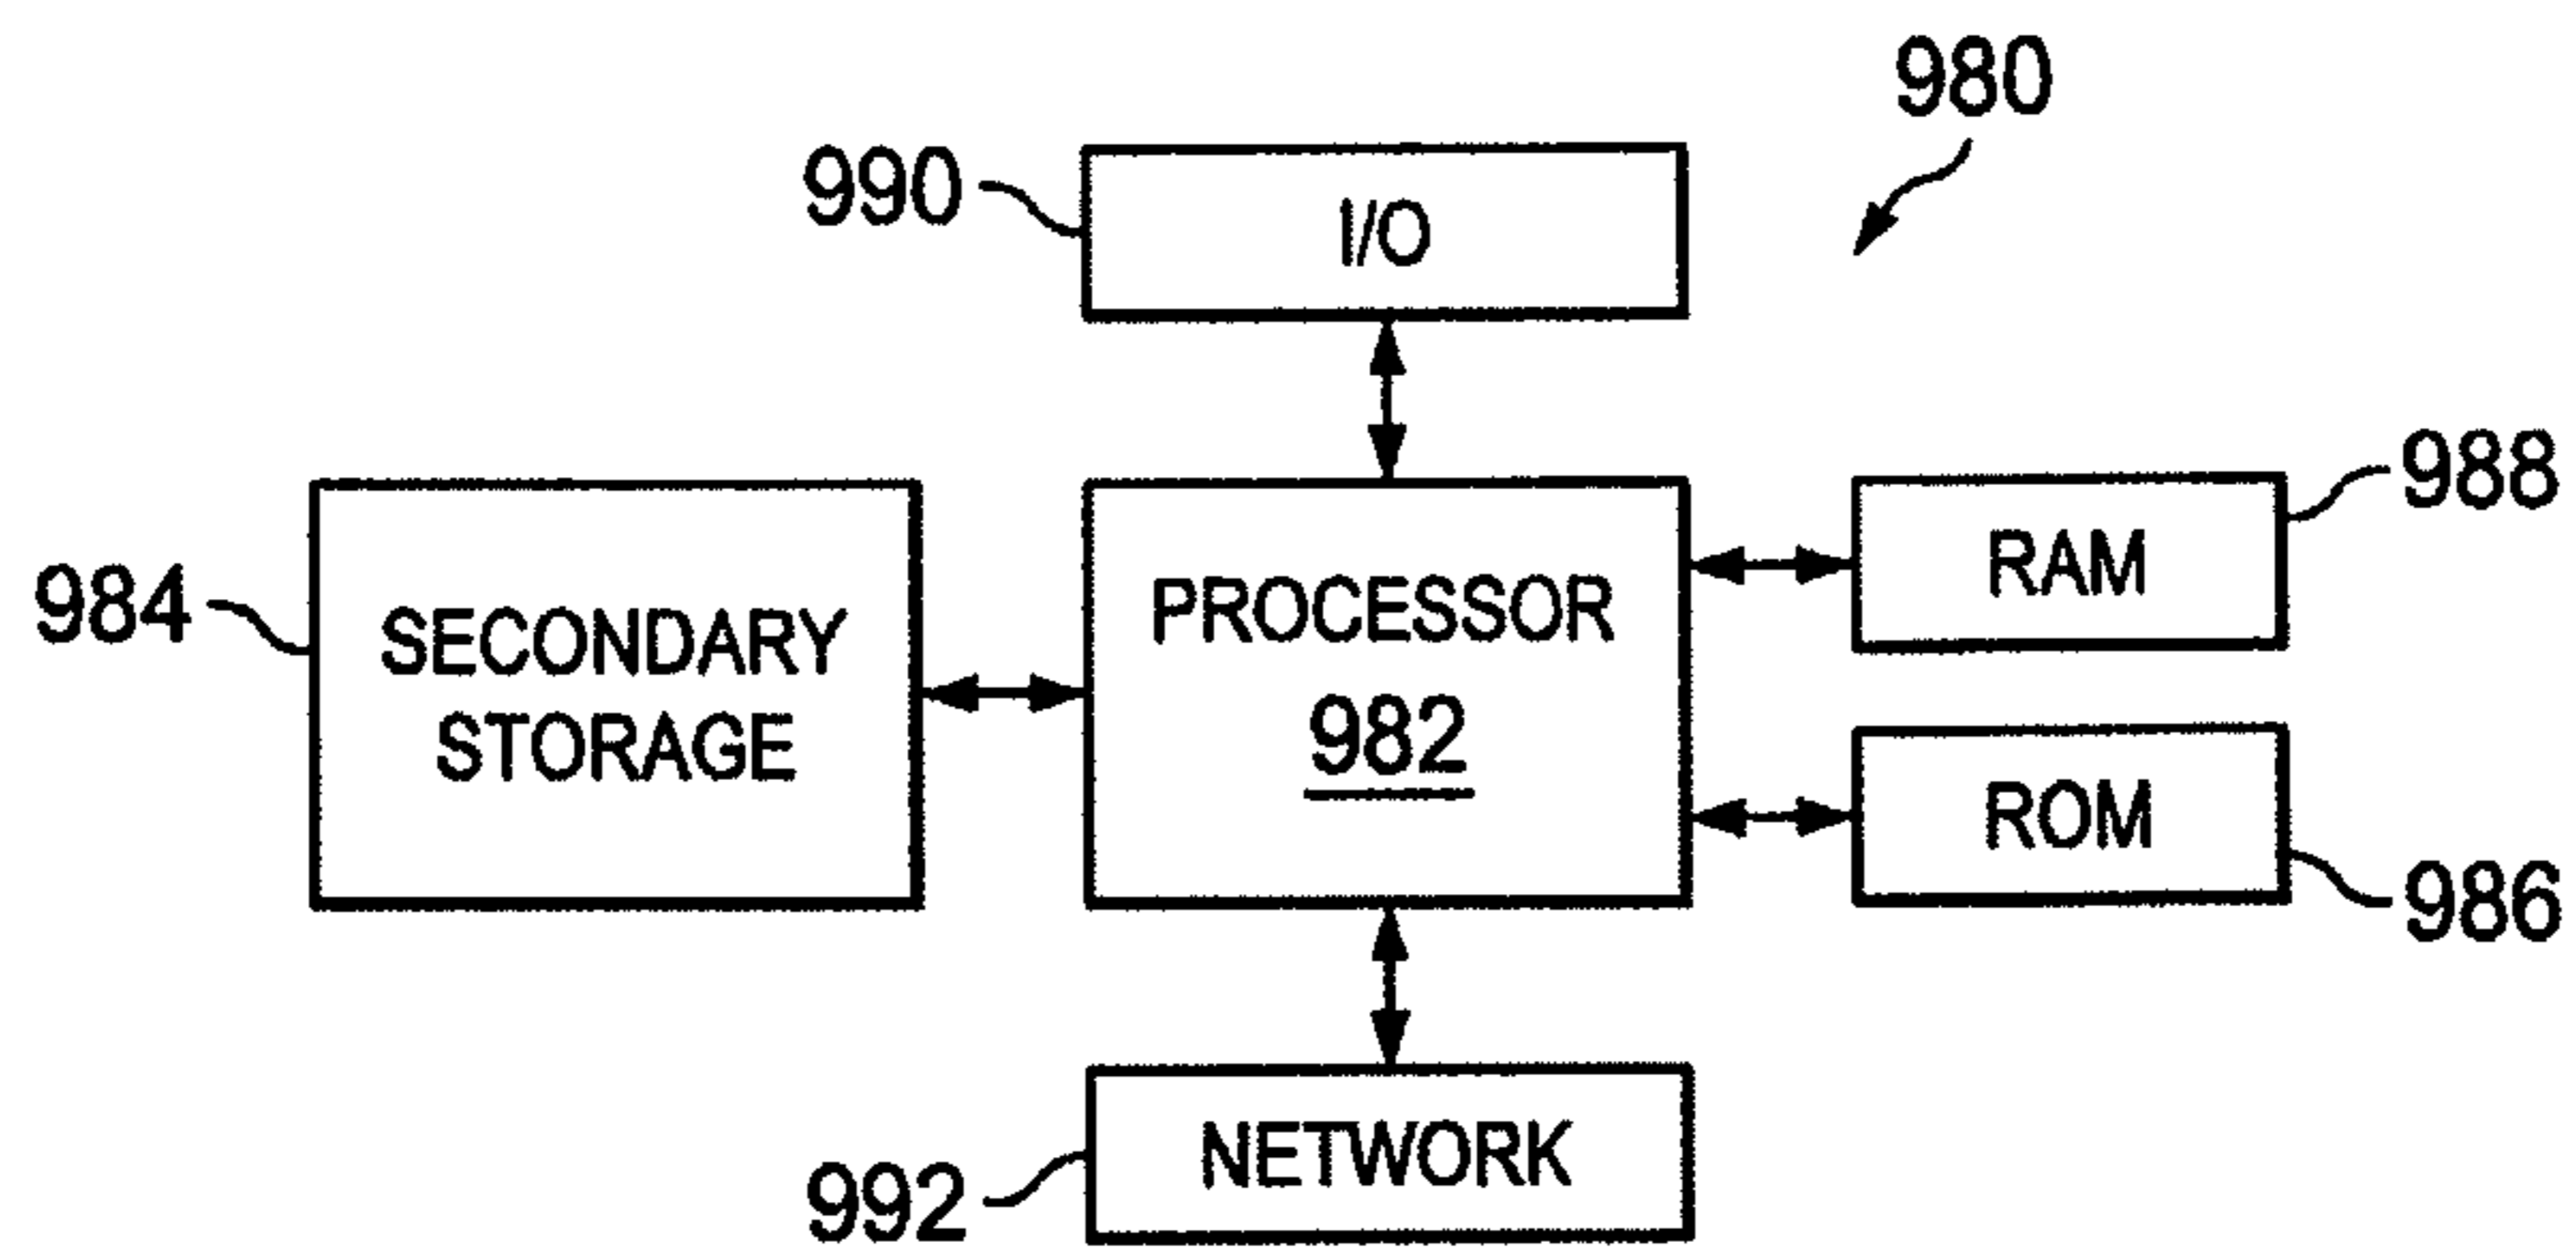 980
990
I/O
988
RAM
984
SECONDARY
STORAGE
PROCESSOR
982
ROM
986
992
NETWORK